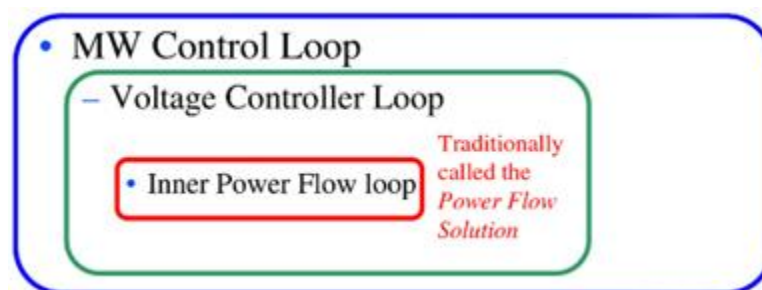 • MW Control Loop
– Voltage Controller Loop
• Inner Power Flow loop
Traditionally
called the
Power Flow
Solution